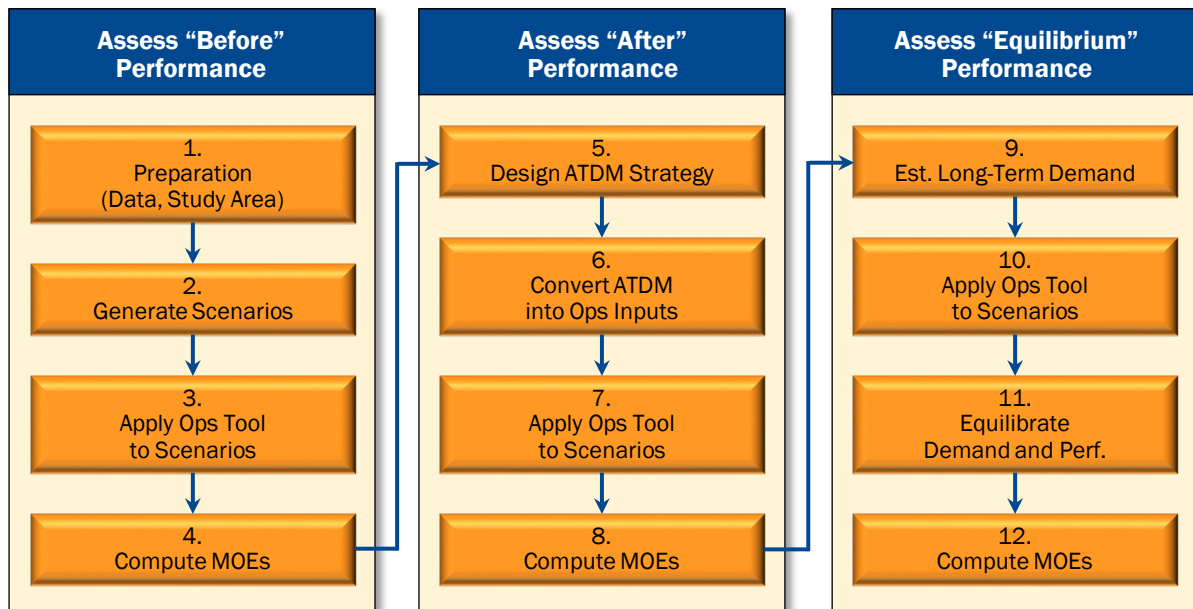 Assess “Before”
Performance
1.
Preparation
(Data, Study Area)
2.
Generate Scenarios
3.
Apply Ops Tool
to Scenarios
4.
Compute MOEs
Assess “After”
Performance
5.
Design ATDM Strategy
6.
Convert ATDM
into Ops Inputs
7.
Apply Ops Tool
to Scenarios
8.
Compute MOEs
Assess “Equilibrium”
Performance
9.
Est. Long-Term Demand
10.
Apply Ops Tool
to Scenarios
11.
Equilibrate
Demand and Perf.
12.
Compute MOEs